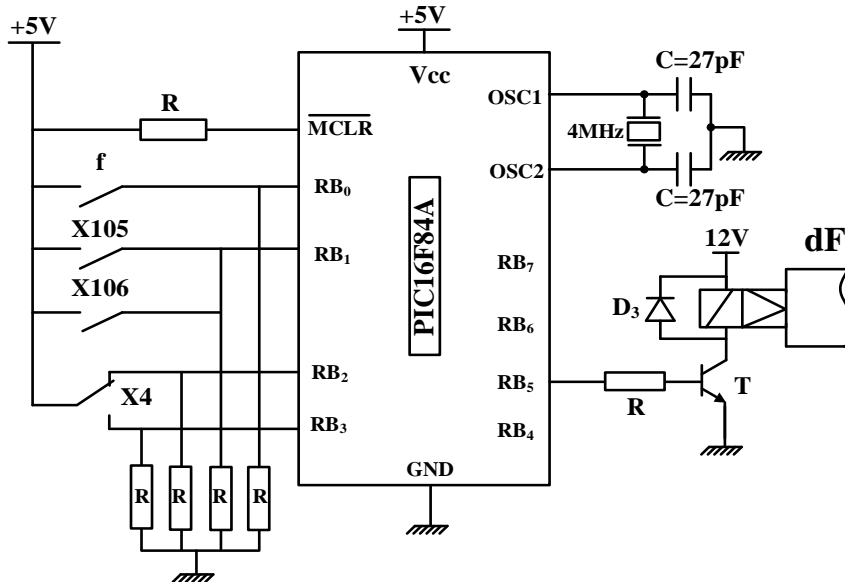 +5V
+5V
Vcc
C=27pF
OSC1
R
MCLR
4MHz
f
OSC2
RB0
C=27pF
X105
12V
dF
RB1
RB7
X106
PIC16F84A
D3
RB6
RB2
RB5
X4
T
R
RB3
RB4
GND
R
R
R
R